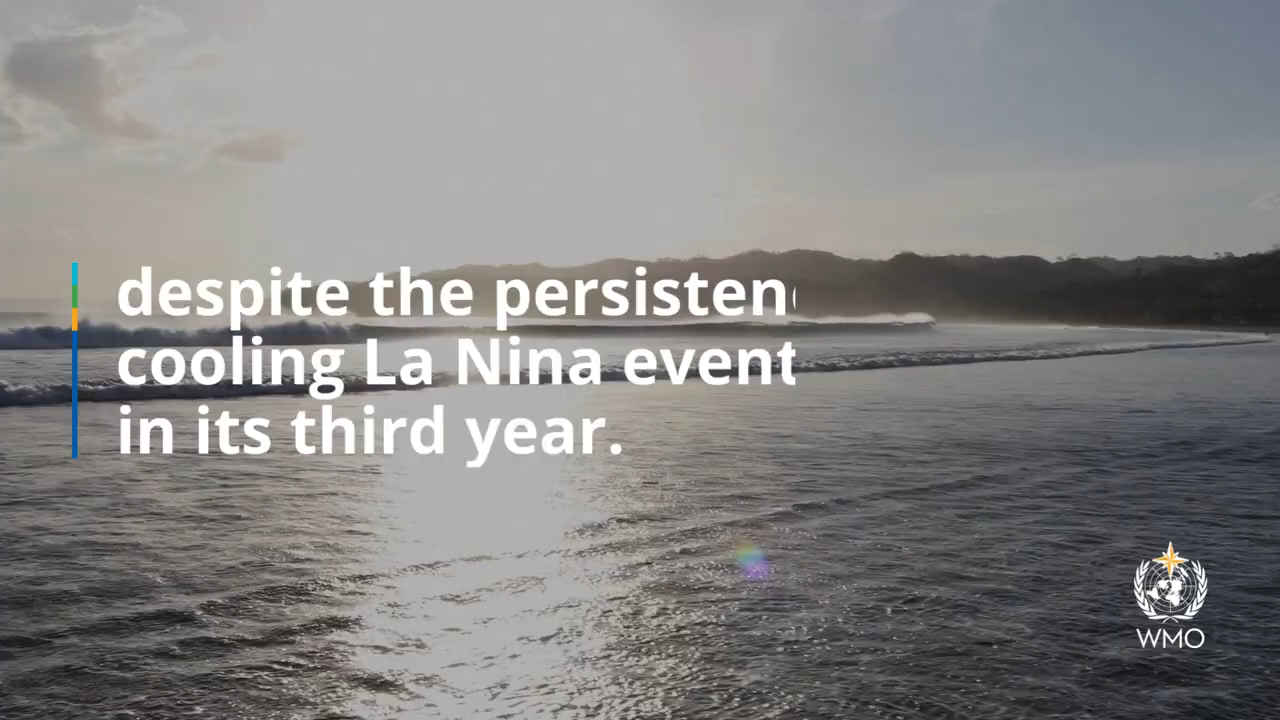 despite the persisten
cooling La Nina event
in its third year.
WMO